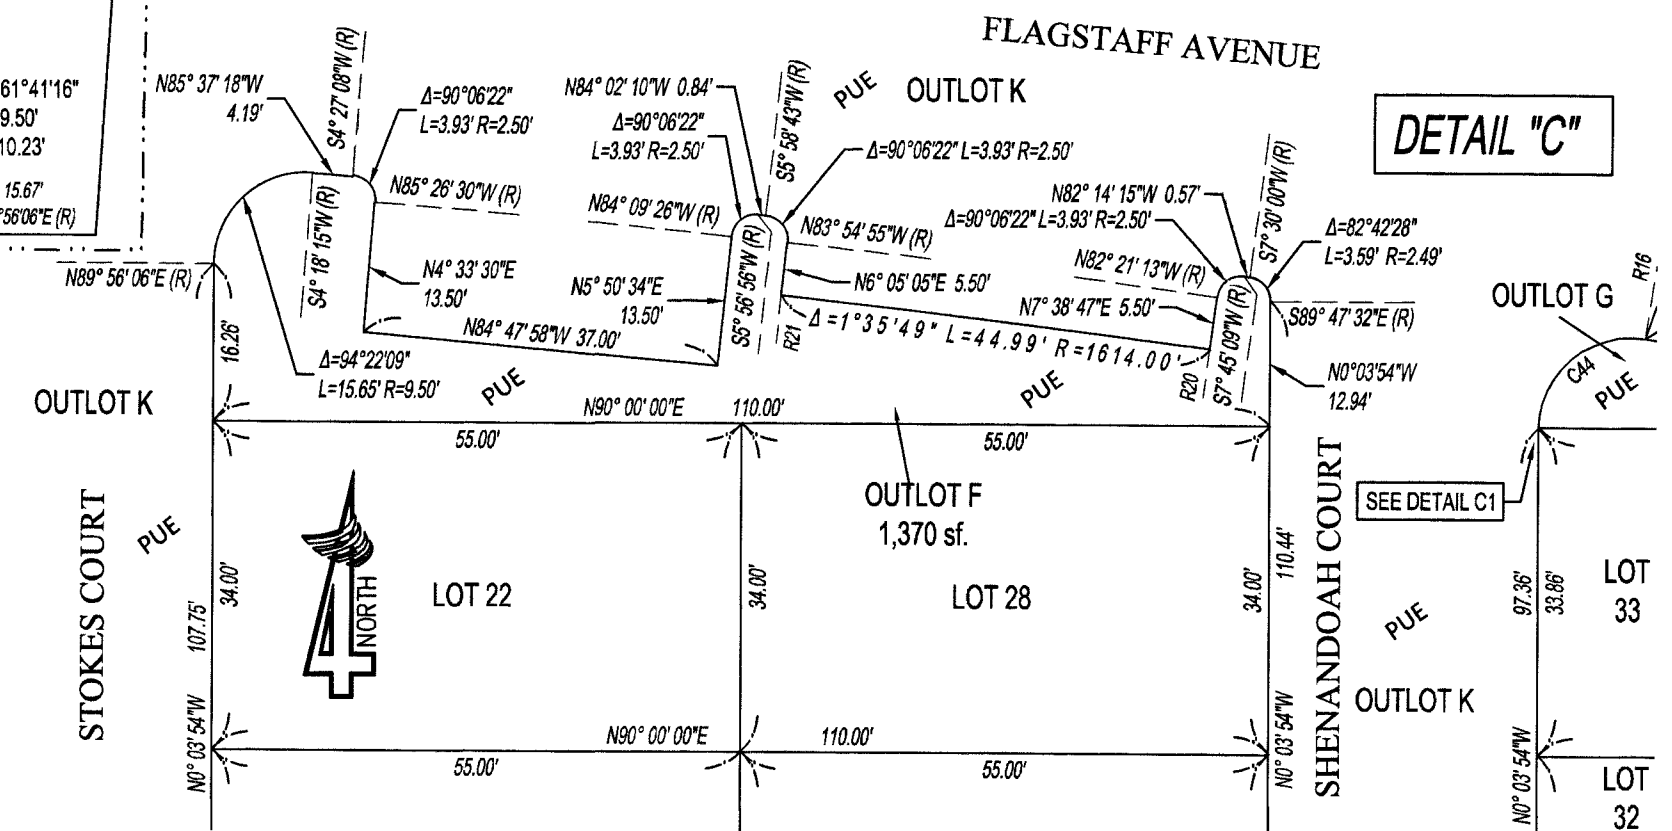 FLAGSTAFF AVENUE
DETAIL "C"
61°41'16"
9.50'
10.23'
15.67'
°56'06"E (R)
N85° 37' 18"W
4.19'
S4° 27' 08"W (R)
Δ=90°06'22"
L=3.93' R=2.50'
N84° 02' 10"W 0.84'
Δ=90°06'22"
L=3.93' R=2.50'
S5° 58' 43"W (R)
PUE
OUTLOT K
Δ=90°06'22" L=3.93' R=2.50'
N82° 14' 15"W 0.57'
Δ=90°06'22" L=3.93' R=2.50'
S7° 30' 00"W (R)
Δ=82°42'28"
L=3.59' R=2.49'
N85° 26' 30"W (R)
N84° 09' 26"W (R)
N83° 54' 55"W (R)
N82° 21' 13"W (R)
S89° 47' 32"E (R)
N89° 56' 06"E (R)
S4° 18' 15"W (R)
N4° 33' 30"E
13.50'
N5° 50' 34"E
13.50'
S5° 56' 56"W (R)
N6° 05' 05"E 5.50'
N7° 38' 47"E 5.50'
S7° 45' 09"W (R)
R21
R20
R16
OUTLOT G
C44
PUE
16.26'
N84° 47' 58"W 37.00'
Δ=1°35'49" L=44.99' R=1614.00'
Δ=94°22'09"
L=15.65' R=9.50'
PUE
PUE
N0°03'54"W
12.94'
OUTLOT K
N90° 00' 00"E 110.00'
55.00'
55.00'
OUTLOT F
1,370 sf.
SEE DETAIL C1
STOKES COURT
PUE
N0° 03' 54"W 107.75'
34.00'
NORTH
LOT 22
34.00'
LOT 28
34.00'
N0° 03' 54"W 110.44'
SHENANDOAH COURT
PUE
OUTLOT K
N0° 03' 54"W 97.36'
33.86'
LOT
33
N90° 00' 00"E 110.00'
55.00'
55.00'
LOT
32